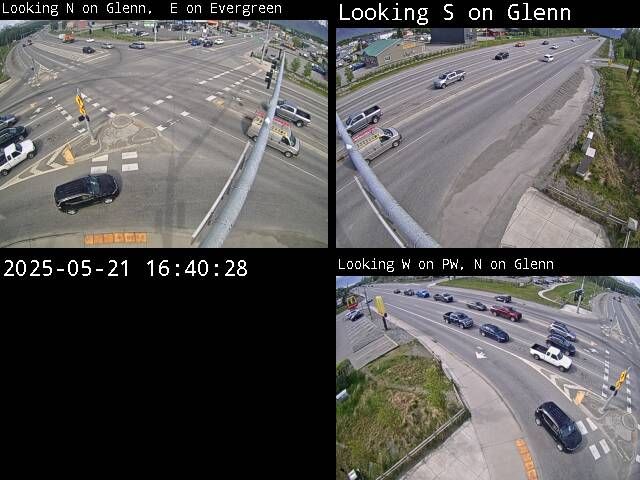 Looking N on Glenn,  E on Evergreen
Looking S on Glenn
2025-05-21 16:40:28
Looking W on PW, N on Glenn